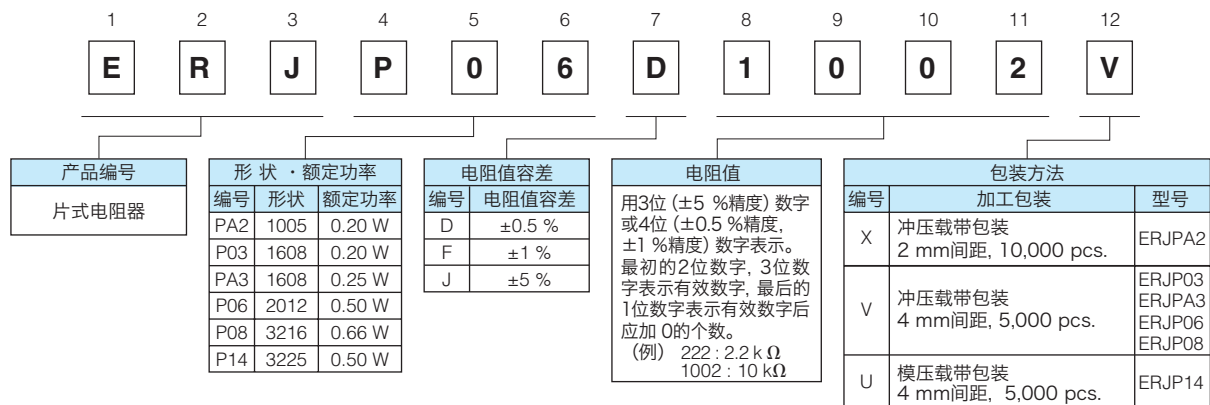 1 2 3 4 5 6 7 8 9 10 11 12
E R J P 0 6 D 1 0 0 2 V
产品编号
片式电阻器
形 状 · 额定功率
编号 形状 额定功率
PA2 1005 0.20 W
P03 1608 0.20 W
PA3 1608 0.25 W
P06 2012 0.50 W
P08 3216 0.66 W
P14 3225 0.50 W
电阻值容差
编号 电阻值容差
D ±0.5 %
F ±1 %
J ±5 %
电阻值
用3位 (±5 %精度) 数字
或4位 (±0.5 %精度,
±1 %精度) 数字表示。
最初的2位数字, 3位数
字表示有效数字, 最后的
1位数字表示有效数字后
应加 0的个数。
(例) 222 : 2.2 k Ω
1002 : 10 kΩ
包装方法
编号 加工包装 型号
X 冲压载带包装 ERJPA2
2 mm间距, 10,000 pcs.
V 冲压载带包装
4 mm间距, 5,000 pcs.
ERJP03
ERJPA3
ERJP06
ERJP08
U 模压载带包装 ERJP14
4 mm间距, 5,000 pcs.